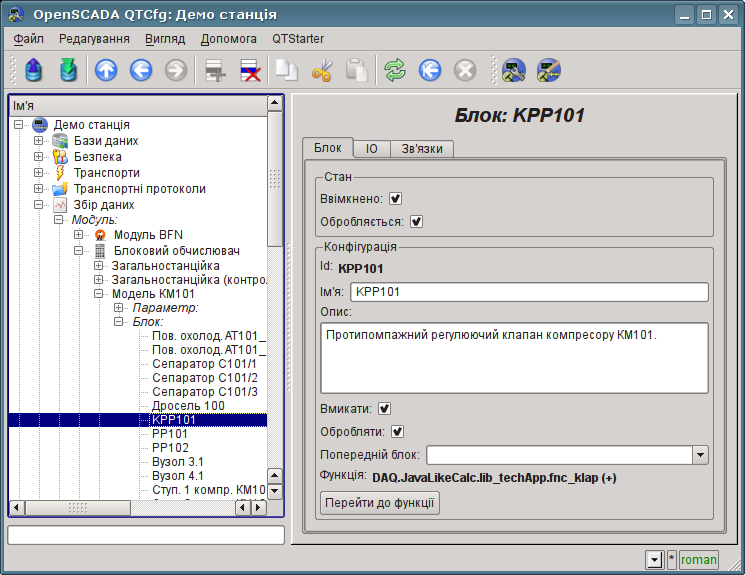 OpenSCADA QTCfg: Демо станція
Файл Редагування Вигляд Допомога QTStarter
Ім'я
Демо станція
Бази даних
Безпека
Транспорти
Транспортні протоколи
Збір даних
Модуль:
Модуль BFN
Блоковий обчислювач
Загальностанційка
Загальностанційка (контро
Модель КМ101
Параметр:
Блок:
Пов. охолод. AT101_
Пов. охолод. AT101_
Сепаратор С101/1
Сепаратор С101/2
Сепаратор С101/3
Дросель 100
КРР101
РР101
РР102
Вузол 3.1
Вузол 4.1
Ступ. 1 компр. КМ10
Блок: КРР101
Блок IO Зв'язки
Стан
Ввімкнено:
Обробляється:
Конфігурація
Id: KPP101
Ім'я: КРР101
Опис:
Протипомпажний регулюючий клапан компресору КМ101.
Вмикати:
Обробляти:
Попередній блок:
Функція: DAQ.JavaLikeCalc.lib_techApp.fnc_klap (+)
Перейти до функції
* roman